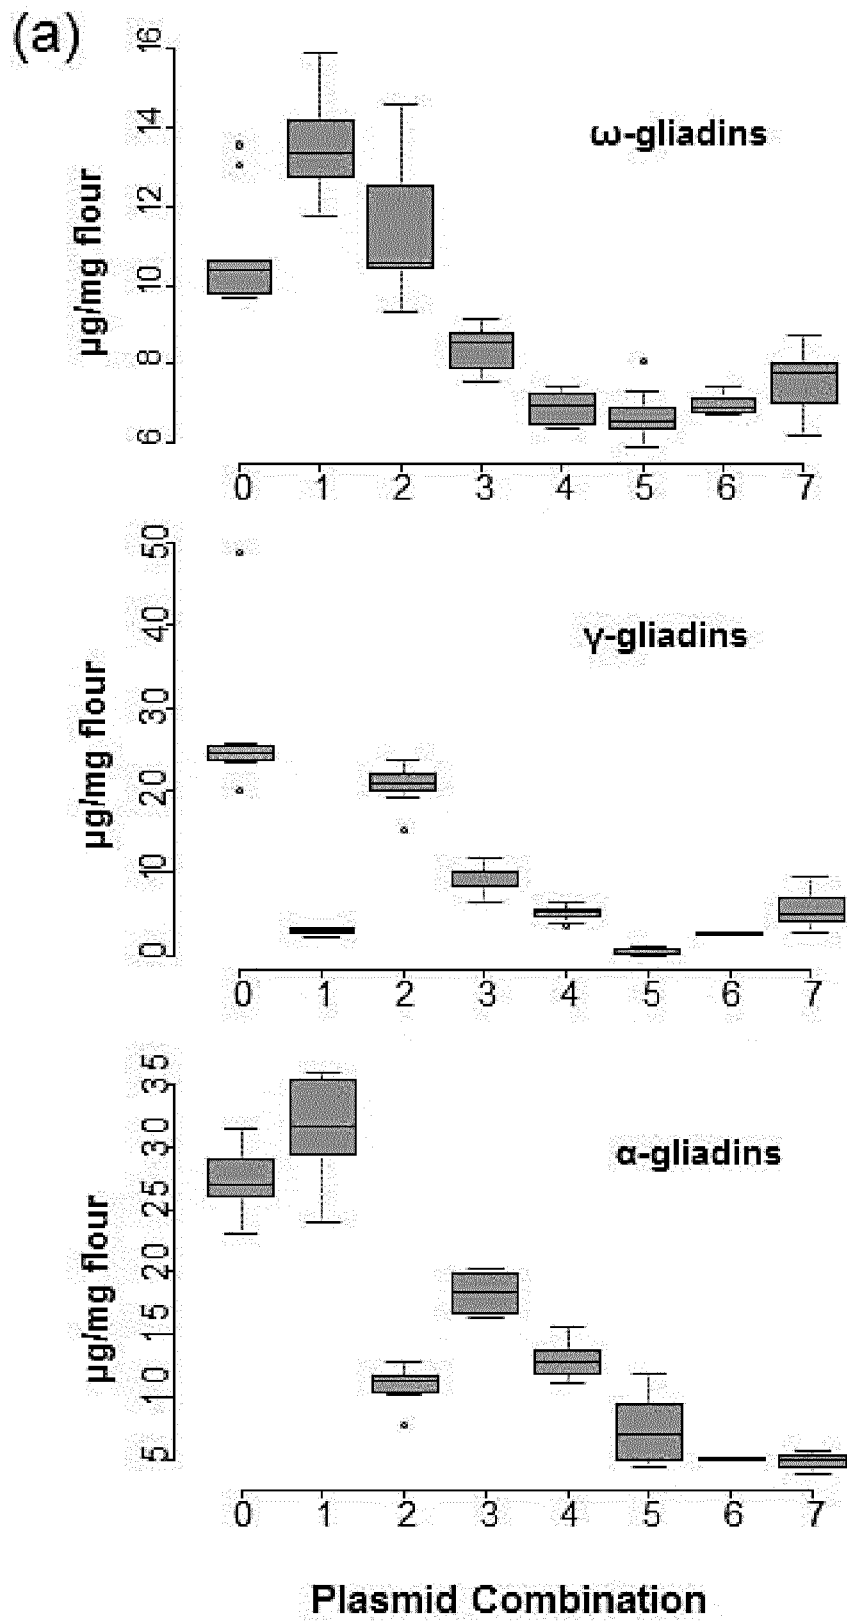 (a)
16
14
12
10
8
6
µg/mg flour
ω-gliadins
0 1 2 3 4 5 6 7
50
40
30
20
10
0
µg/mg flour
γ-gliadins
0 1 2 3 4 5 6 7
35
30
25
20
15
10
5
µg/mg flour
α-gliadins
0 1 2 3 4 5 6 7
Plasmid Combination